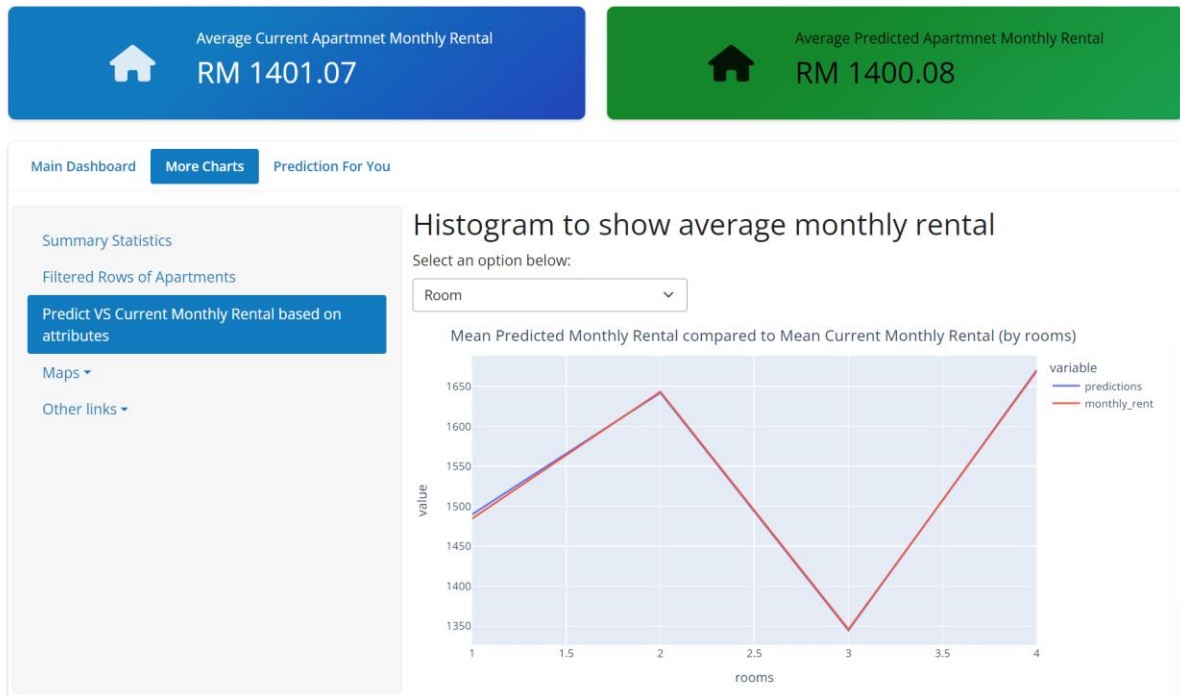 Average Current Apartmnet Monthly Rental
RM 1401.07
Average Predicted Apartmnet Monthly Rental
RM 1400.08
Main Dashboard
More Charts
Prediction For You
Summary Statistics
Filtered Rows of Apartments
Predict VS Current Monthly Rental based on
attributes
Maps
Other links
Histogram to show average monthly rental
Select an option below:
Room
Mean Predicted Monthly Rental compared to Mean Current Monthly Rental (by rooms)
variable
predictions
monthly_rent
value
1650
1600
1550
1500
1450
1400
1350
1
1.5
2
2.5
3
3.5
4
rooms